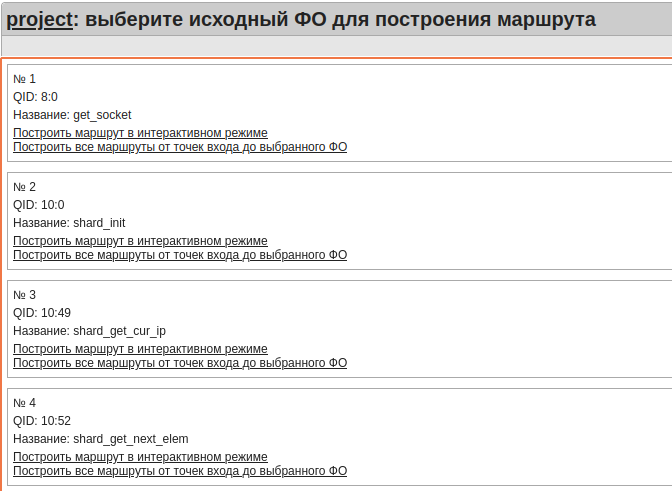 project: выберите исходный ФО для построения маршрута
№ 1
QID: 8:0
Название: get_socket
Построить маршрут в интерактивном режиме
Построить все маршруты от точек входа до выбранного ФО
№ 2
QID: 10:0
Название: shard_init
Построить маршрут в интерактивном режиме
Построить все маршруты от точек входа до выбранного ФО
№ 3
QID: 10:49
Название: shard_get_cur_ip
Построить маршрут в интерактивном режиме
Построить все маршруты от точек входа до выбранного ФО
№ 4
QID: 10:52
Название: shard_get_next_elem
Построить маршрут в интерактивном режиме
Построить все маршруты от точек входа до выбранного ФО